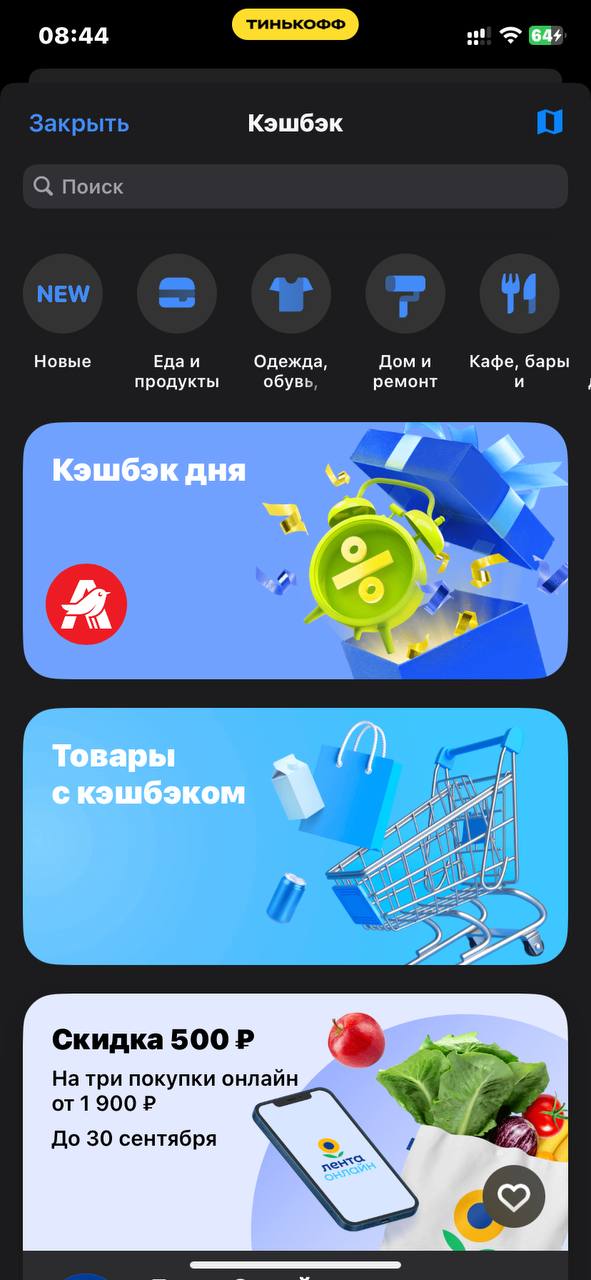 08:44
ТИНЬКОФФ
64
Закрыть
Кэшбэк
Поиск
NEW
Новые
Еда и
продукты
Одежда,
обувь,
Дом и
ремонт
Кафе, бары
и
Кэшбэк дня
%
Товары
с кэшбэком
Скидка 500 ₽
На три покупки онлайн
от 1 900 ₽
До 30 сентября
лента
онлайн